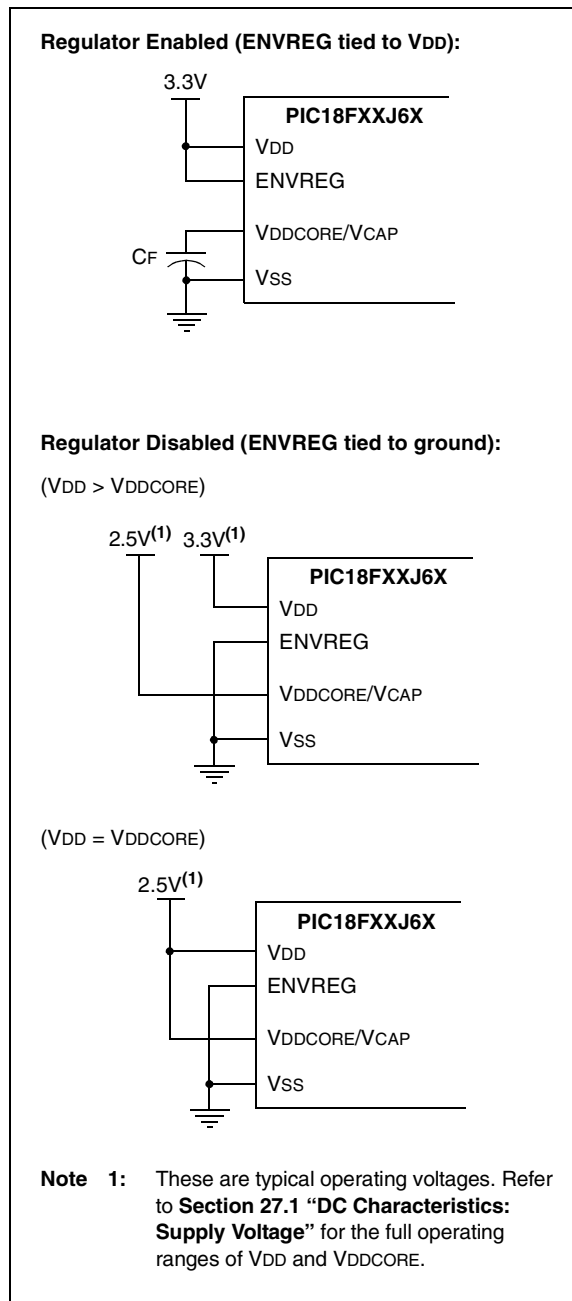 Regulator Enabled (ENVREG tied to VDD):
3.3V
PIC18FXXJ6X
VDD
ENVREG
VDDCORE/VCAP
CF
VSS
Regulator Disabled (ENVREG tied to ground):
(VDD > VDDCORE)
2.5V(1) 3.3V(1)
PIC18FXXJ6X
VDD
ENVREG
VDDCORE/VCAP
VSS
(VDD = VDDCORE)
2.5V(1)
PIC18FXXJ6X
VDD
ENVREG
VDDCORE/VCAP
VSS
Note 1: These are typical operating voltages. Refer
to Section 27.1 “DC Characteristics:
Supply Voltage” for the full operating
ranges of VDD and VDDCORE.